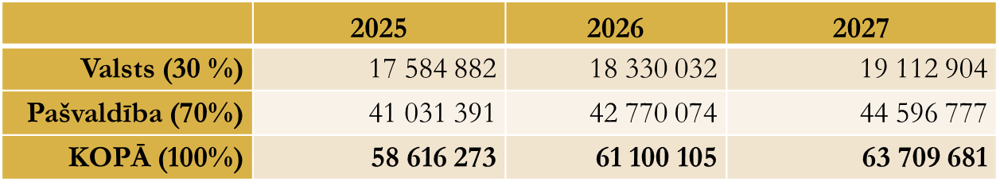 2025 2026 2027
Valsts (30 %) 17 584 882 18 330 032 19 112 904
Pašvaldība (70%) 41 031 391 42 770 074 44 596 777
KOPĀ (100%) 58 616 273 61 100 105 63 709 681